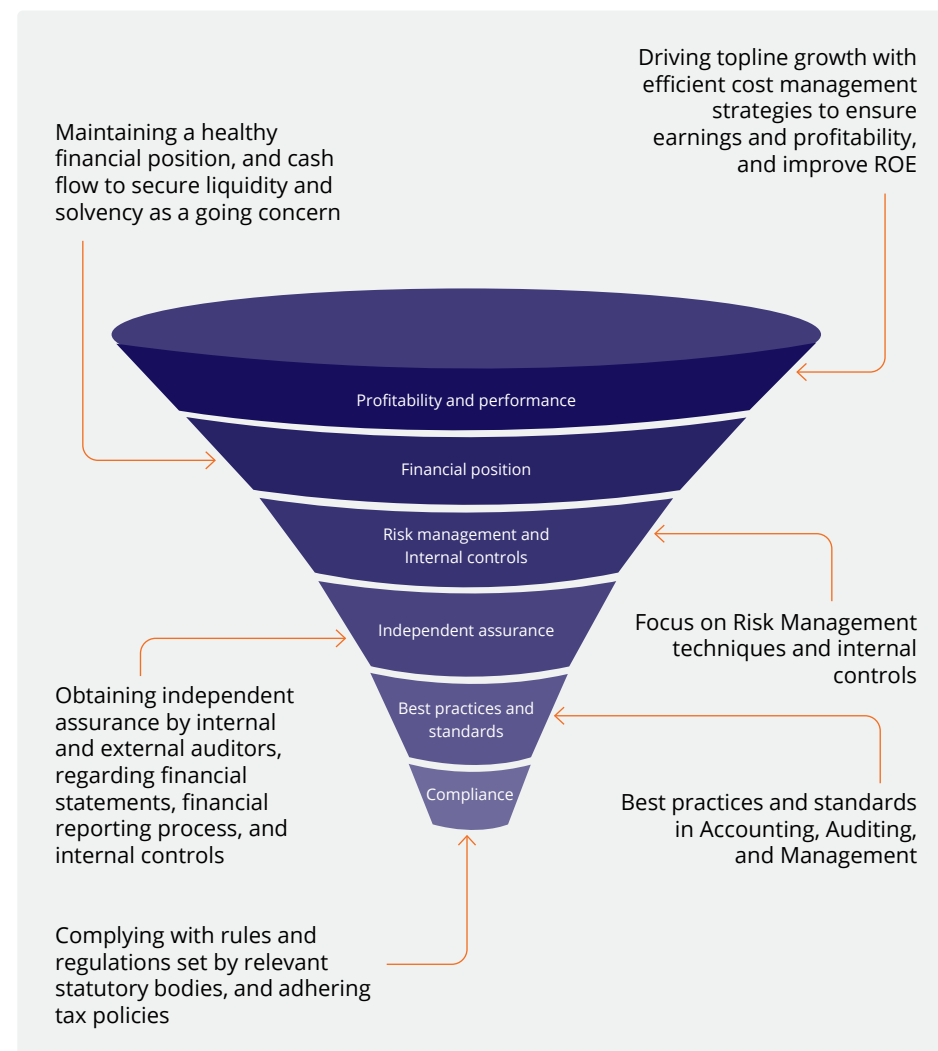 Driving topline growth with
efficient cost management
strategies to ensure
earnings and profitability,
and improve ROE
Maintaining a healthy
financial position, and cash
flow to secure liquidity and
solvency as a going concern
Profitability and performance
Financial position
Risk management and
Internal controls
Independent assurance
Best practices and
standards
Compliance
Focus on Risk Management
techniques and internal
controls
Obtaining independent
assurance by internal
and external auditors,
regarding financial
statements, financial
reporting process, and
internal controls
Best practices and standards
in Accounting, Auditing,
and Management
Complying with rules and
regulations set by relevant
statutory bodies, and adhering
tax policies